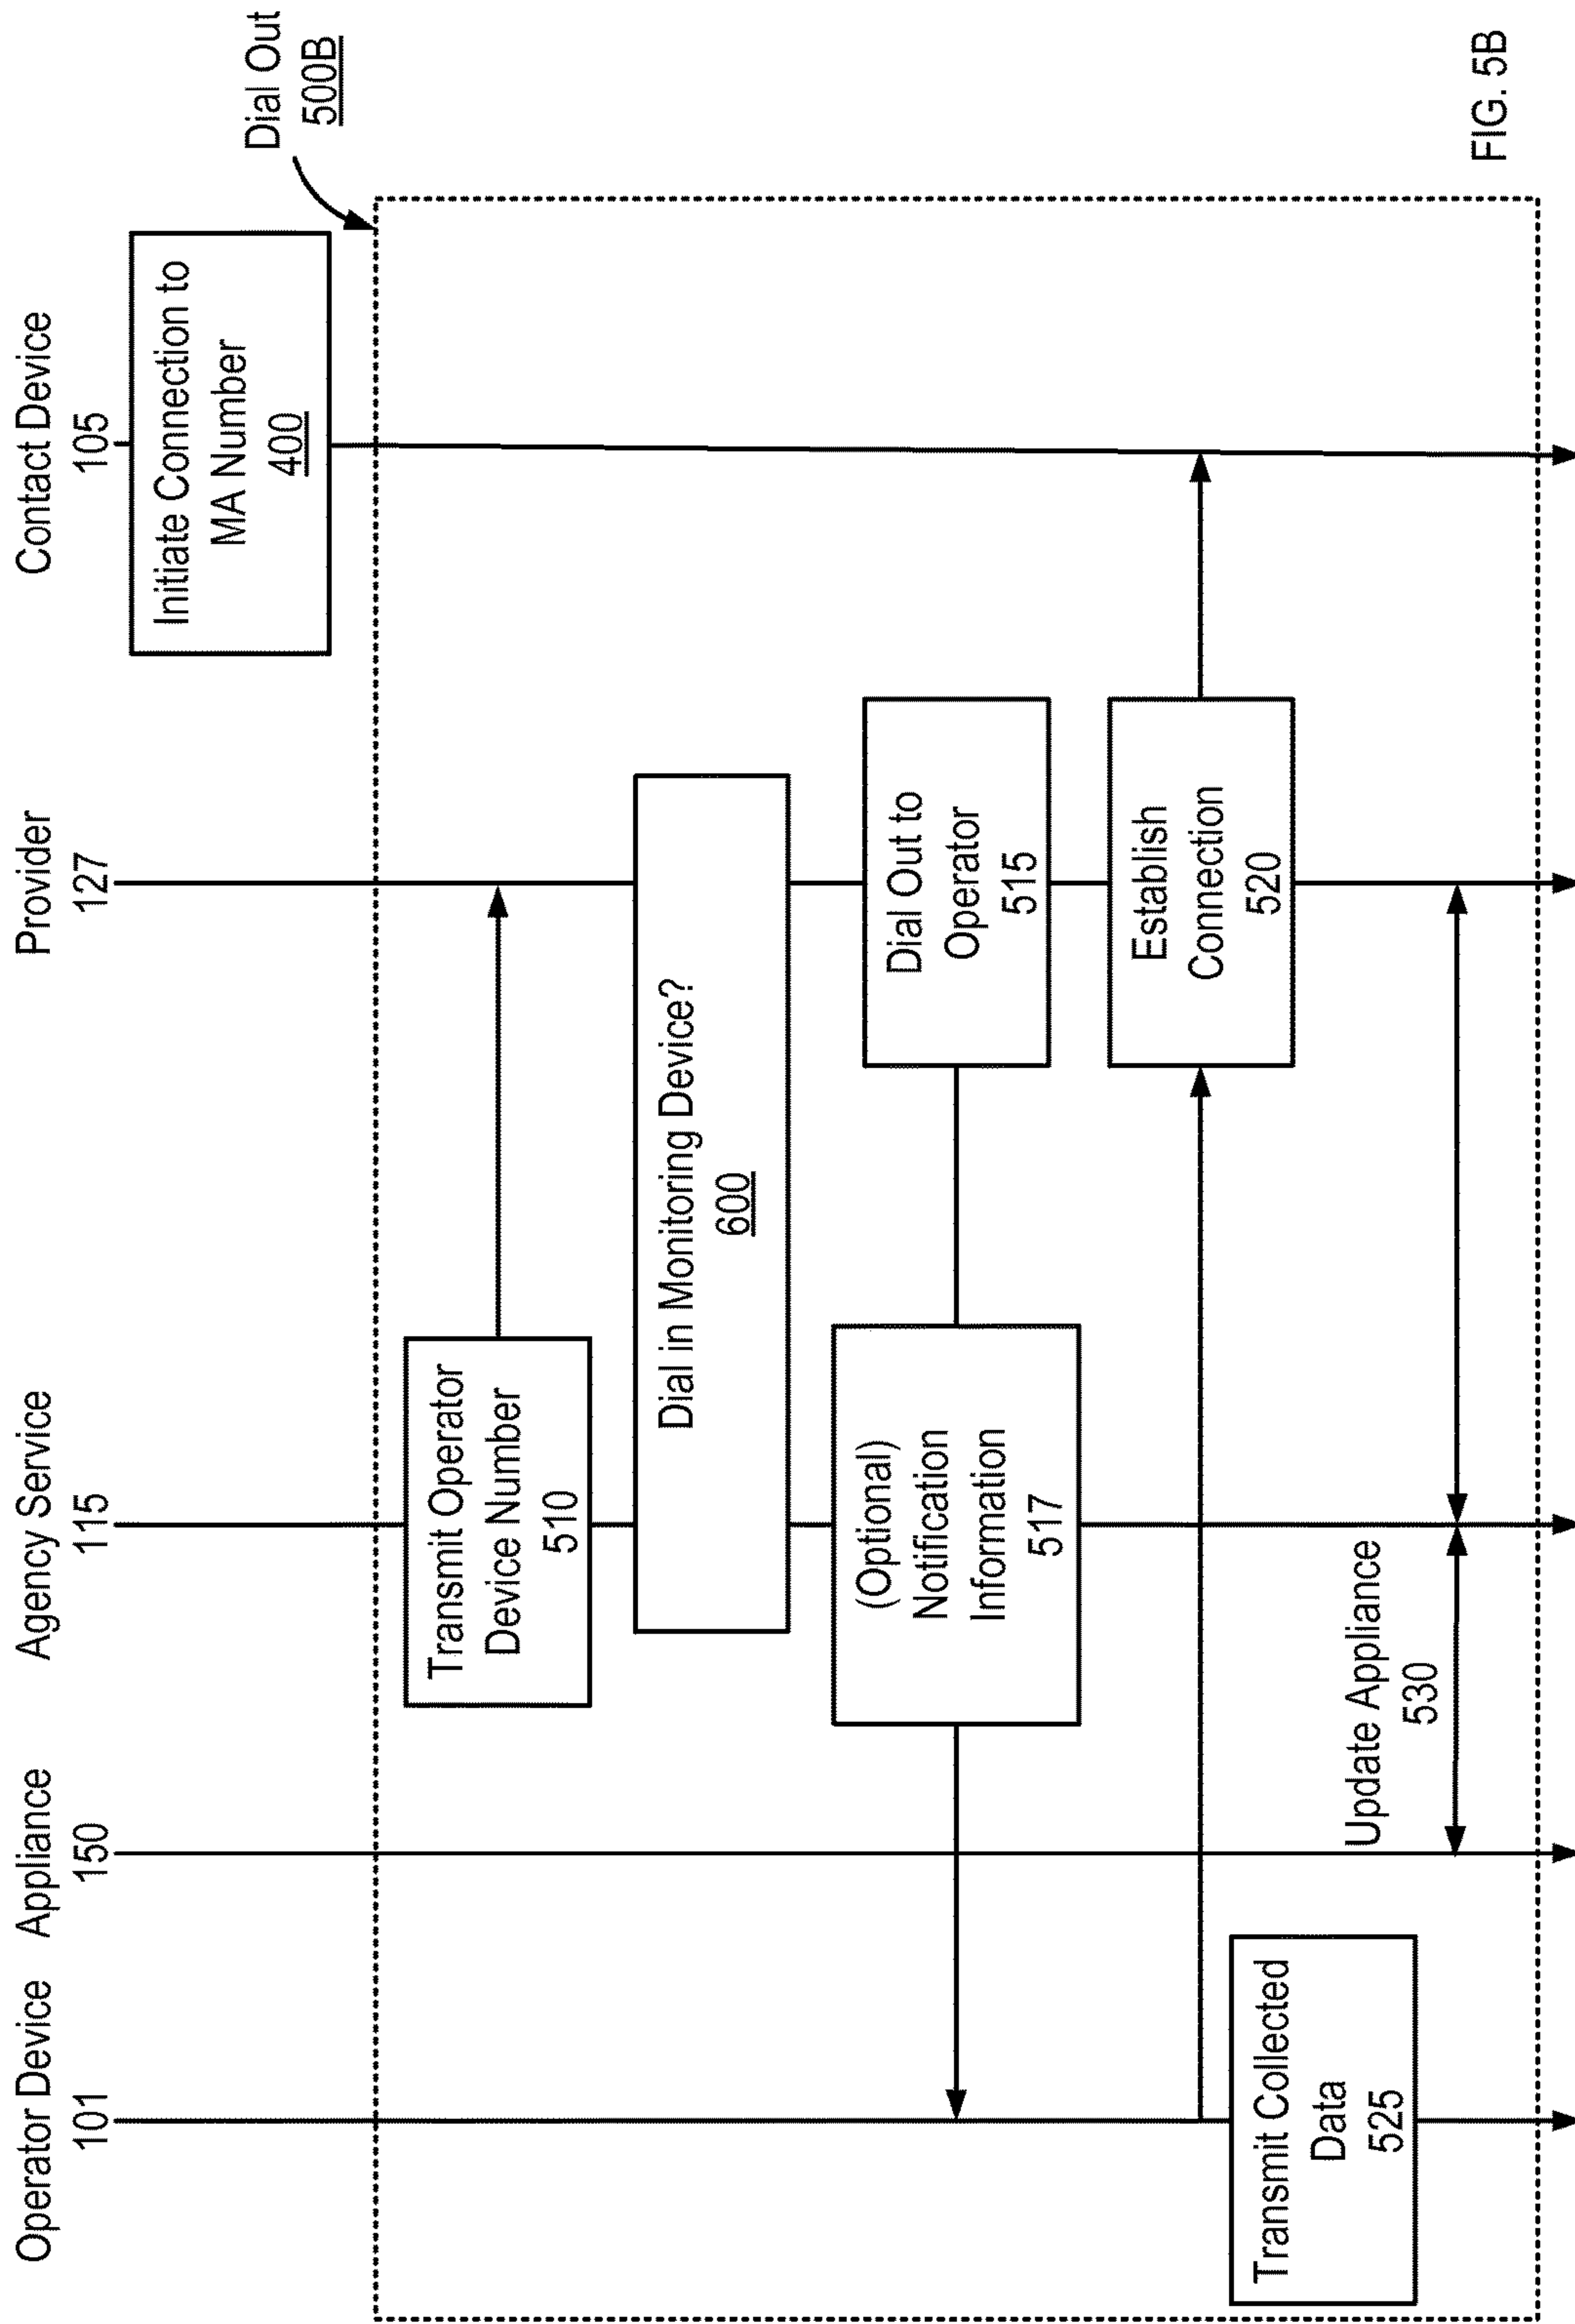 Operator Device
101
Appliance
150
Agency Service
115
Provider
127
Contact Device
105
Initiate Connection to
MA Number
400
Dial Out
500B
Transmit Operator
Device Number
510
Dial in Monitoring Device?
600
(Optional)
Notification
Information
517
Dial Out to
Operator
515
Establish
Connection
520
Transmit Collected
Data
525
Update Appliance
530
FIG. 5B